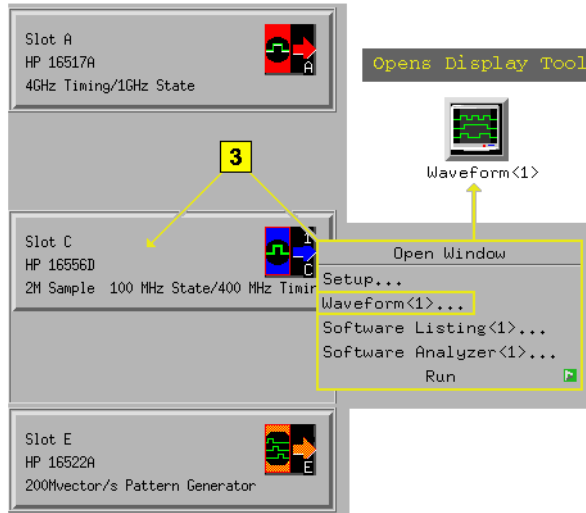 Slot A
HP 16517A
4GHz Timing/1GHz State
A
Opens Display Tool
Waveform<1>
3
Slot C
HP 16556D
2M Sample 100 MHz State/400 MHz Timin
1
C
Open Window
Setup...
Waveform<1>...
Software Listing<1>...
Software Analyzer<1>...
Run
Slot E
HP 16522A
200Mvector/s Pattern Generator
E